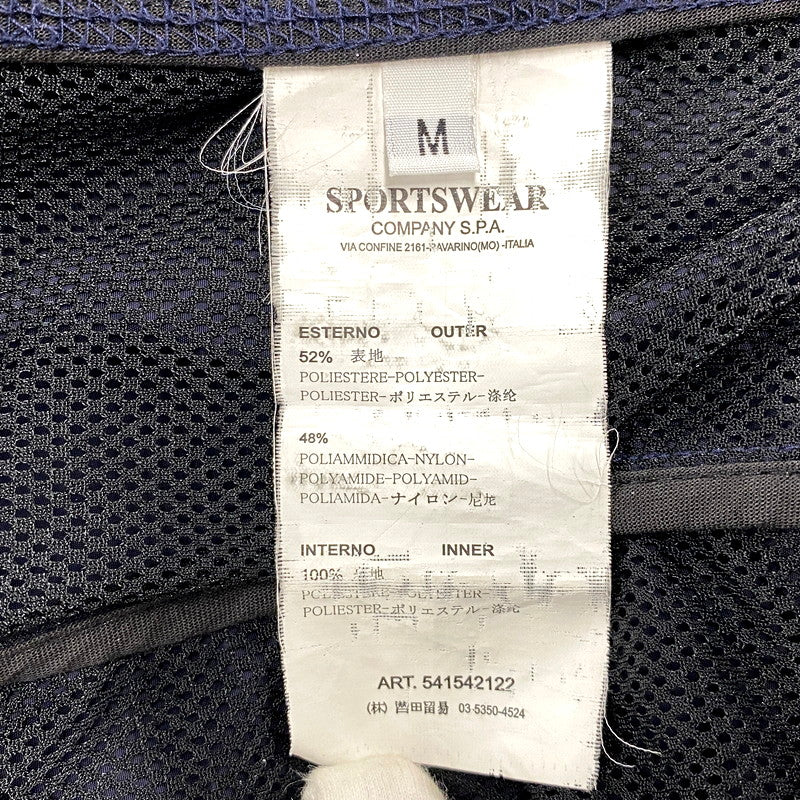 M
SPORTSWEAR
COMPANY S.P.A.
VIA CONFINE 2161-RAVARINO(MO) -ITALIA
ESTERNO OUTER
52% 表地
POLIESTERE-POLYESTER-
POLIESTER-ポリエステル-涤纶
48%
POLIAMMIDICA-NYLON-
POLYAMIDE-POLYAMID-
POLIAMIDA-ナイロン-尼龙
INTERNO INNER
100%
POLIESTERE-POLYESTER-
POLIESTER-ポリエステル-涤纶
ART. 541542122
(株) 田留易 03-5350-4524